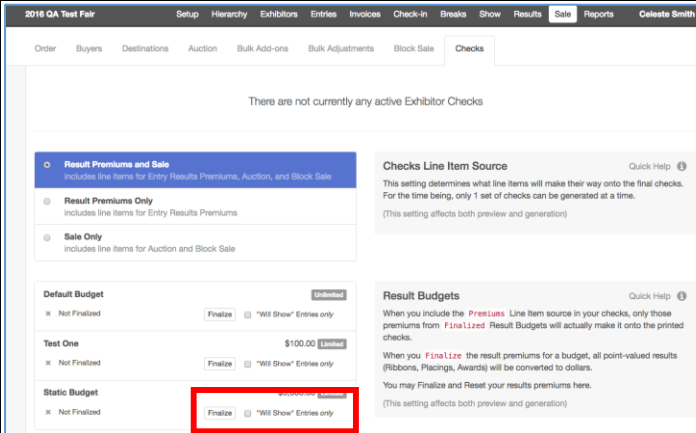 2016 QA Test Fair Setup Hierarchy Exhibitors Entries Invoices Check-in Breaks Show Results Sale Reports Celeste Smith
Order Buyers Destinations Auction Bulk Add-ons Bulk Adjustments Block Sale Checks
There are not currently any active Exhibitor Checks
Result Premiums and Sale
includes line items for Entry Results Premiums, Auction, and Block Sale
Result Premiums Only
includes line items for Entry Results Premiums
Sale Only
includes line items for Auction and Block Sale
Checks Line Item Source Quick Help
This setting determines what line items will make their way onto the final checks.
For the time being, only 1 set of checks can be generated at a time.
(This setting affects both preview and generation)
Default Budget Unlimited
× Not Finalized Finalize "Will Show" Entries only
Test One $100.00 Limited
× Not Finalized Finalize "Will Show" Entries only
Static Budget
× Not Finalized Finalize "Will Show" Entries only
Result Budgets Quick Help
When you include the Premiums Line Item source in your checks, only those
premiums from Finalized Result Budgets will actually make it onto the printed
checks.
When you Finalize the result premiums for a budget, all point-valued results
(Ribbons, Placings, Awards) will be converted to dollars.
You may Finalize and Reset your results premiums here.
(This setting affects both preview and generation)